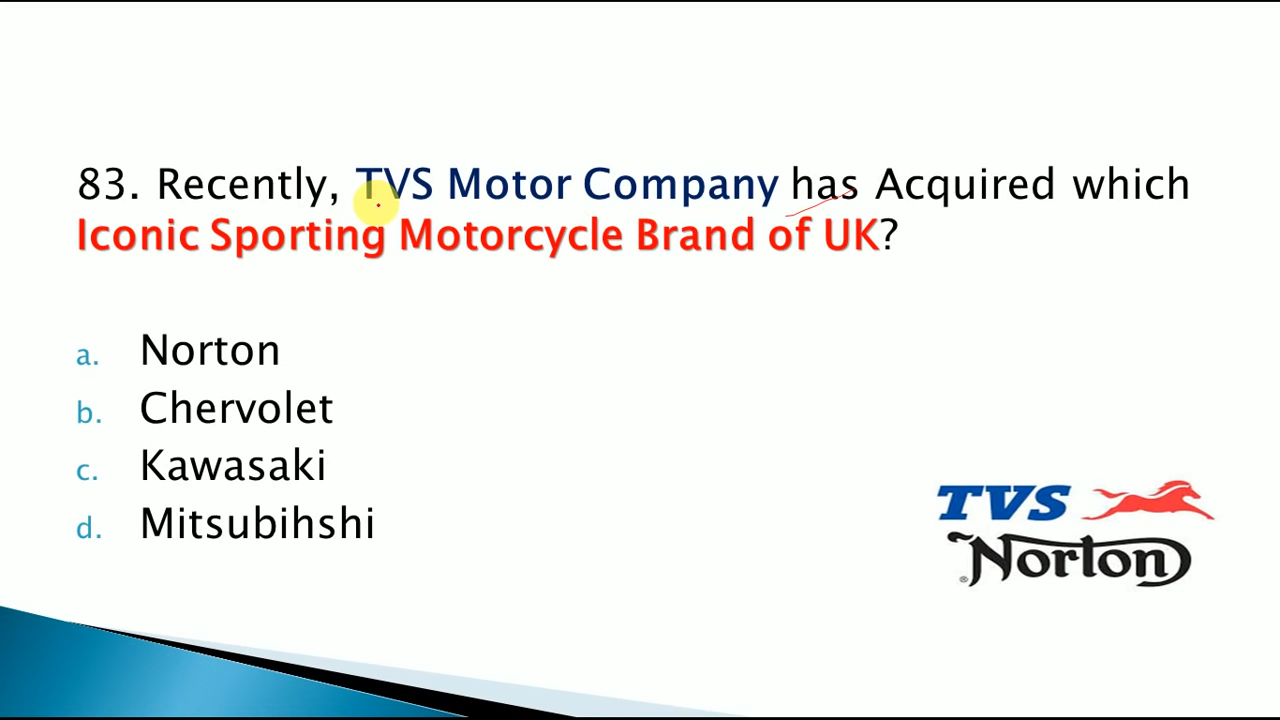 83. Recently, TVS Motor Company has Acquired which
Iconic Sporting Motorcycle Brand of UK?
a. Norton
b. Chervolet
c. Kawasaki
d. Mitsubihshi
TVS
® Norton